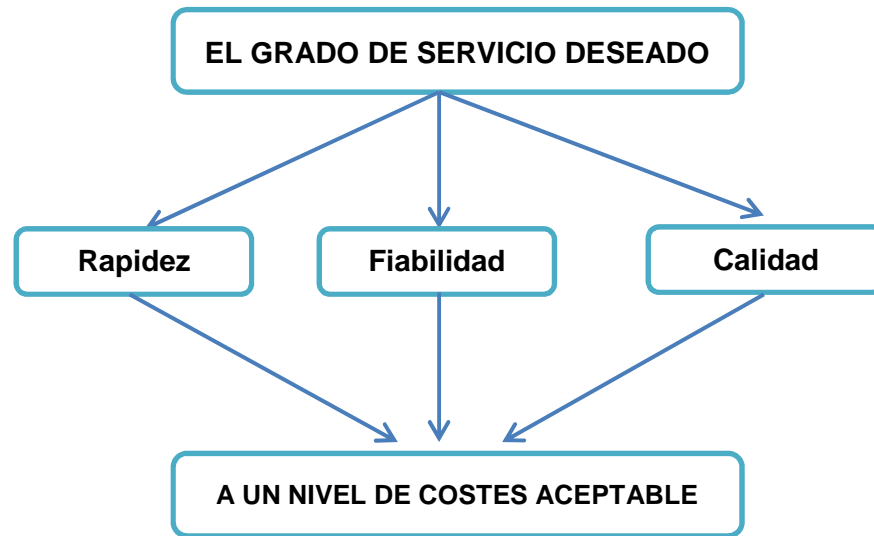 EL GRADO DE SERVICIO DESEADO
Rapidez
Fiabilidad
Calidad
A UN NIVEL DE COSTES ACEPTABLE